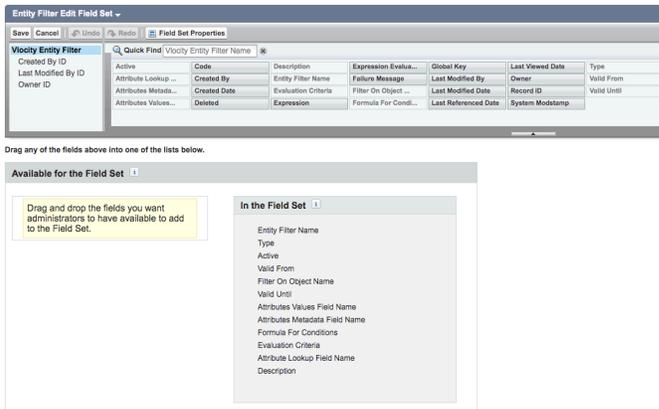 Entity Filter Edit Field Set
Save Cancel Undo Redo Field Set Properties
Vlocity Entity Filter
Created By ID
Last Modified By ID
Owner ID
Quick Find Vlocity Entity Filter Name
Active Code Description Expression Evalua... Global Key Last Viewed Date Type
Attribute Lookup ... Created By Entity Filter Name Failure Message Last Modified By Owner Valid From
Attributes Metada... Created Date Evaluation Criteria Filter On Object ... Last Modified Date Record ID Valid Until
Attributes Values... Deleted Expression Formula For Condi... Last Referenced Date System Modstamp
Drag any of the fields above into one of the lists below.
Available for the Field Set i
Drag and drop the fields you want
administrators to have available to add
to the Field Set.
In the Field Set i
Entity Filter Name
Type
Active
Valid From
Filter On Object Name
Valid Until
Attributes Values Field Name
Attributes Metadata Field Name
Formula For Conditions
Evaluation Criteria
Attribute Lookup Field Name
Description